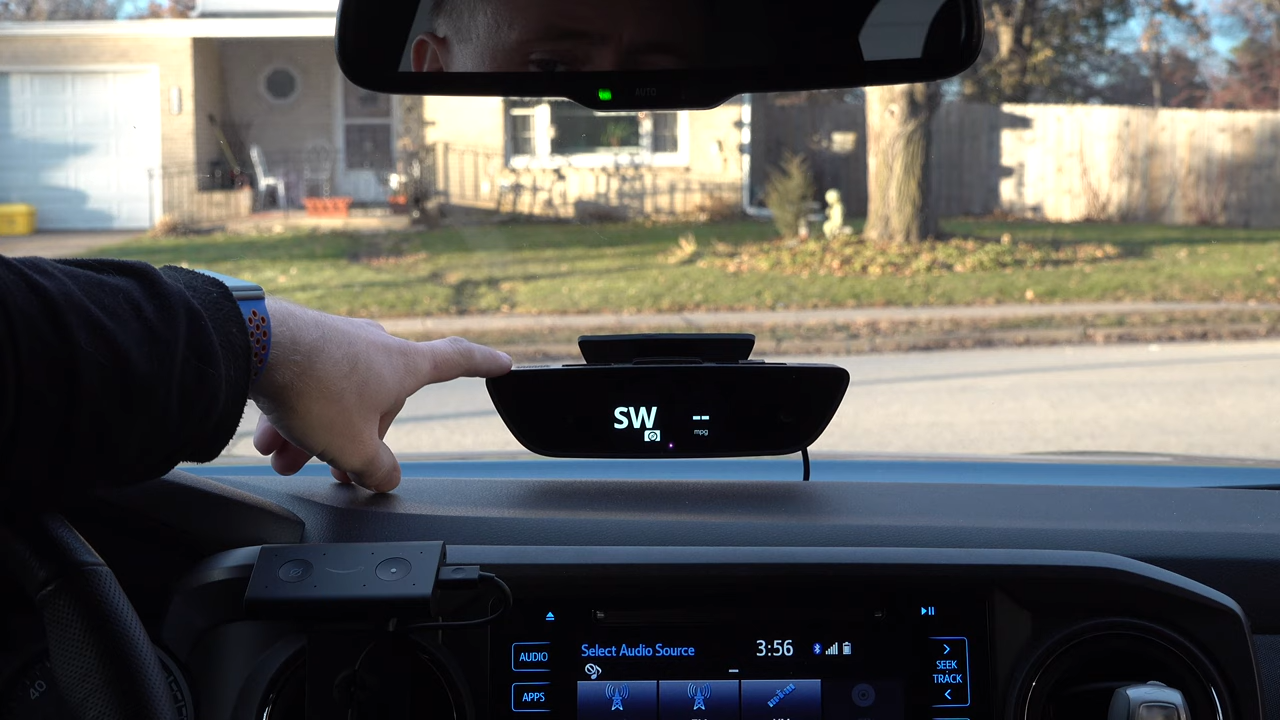 AUTO
SW
--
mpg
AUDIO
APPS
Select Audio Source
3:56
SEEK
TRACK
40